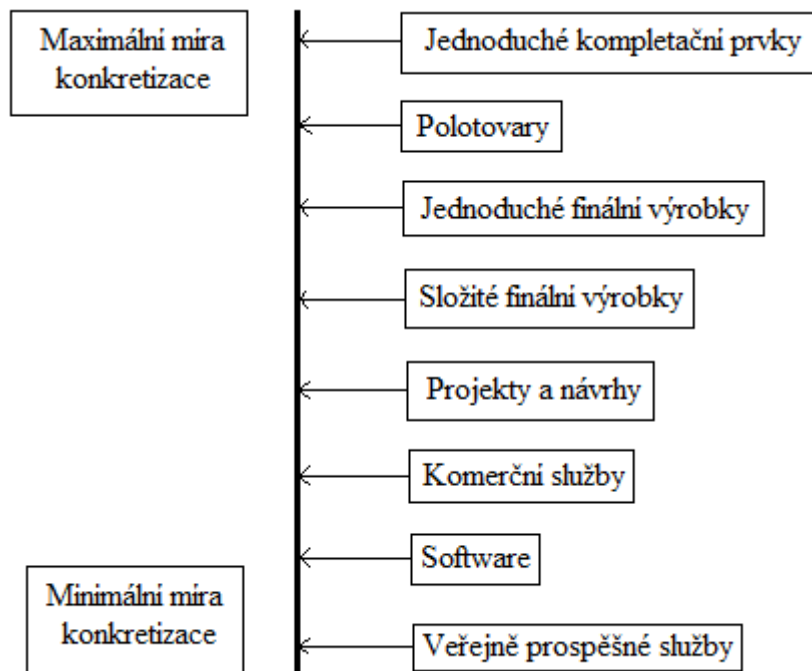 Maximální míra
konkretizace
Jednoduché kompletační prvky
Polotovary
Jednoduché finální výrobky
Složité finální výrobky
Projekty a návrhy
Komerční služby
Software
Minimální míra
konkretizace
Veřejně prospěšné služby